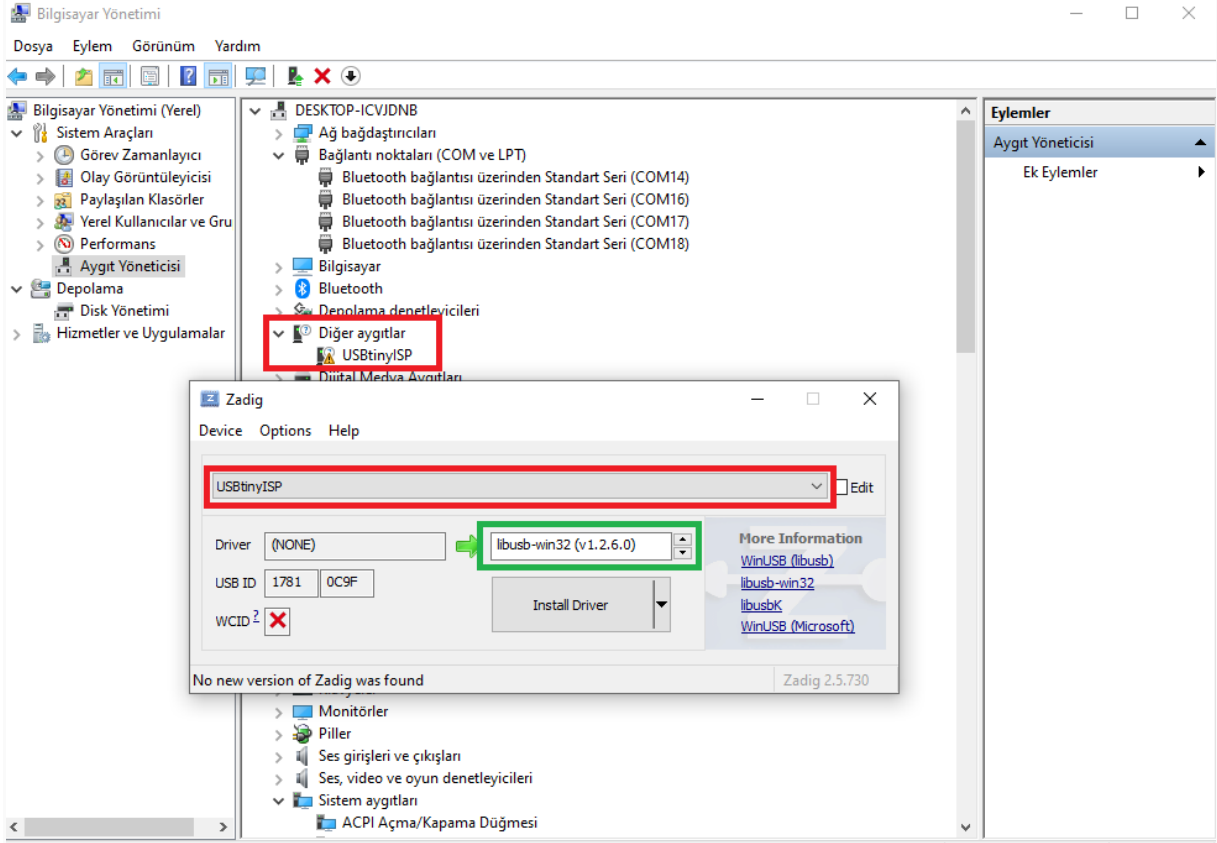 Bilgisayar Yönetimi
Dosya Eylem Görünüm Yardım
Bilgisayar Yönetimi (Yerel)
Sistem Araçları
Görev Zamanlayıcı
Olay Görüntüleyicisi
Paylaşılan Klasörler
Yerel Kullanıcılar ve Gru
Performans
Aygıt Yöneticisi
Depolama
Disk Yönetimi
Hizmetler ve Uygulamalar
DESKTOP-ICVJDNB
Ağ bağdaştırıcıları
Bağlantı noktaları (COM ve LPT)
Bluetooth bağlantısı üzerinden Standart Seri (COM14)
Bluetooth bağlantısı üzerinden Standart Seri (COM16)
Bluetooth bağlantısı üzerinden Standart Seri (COM17)
Bluetooth bağlantısı üzerinden Standart Seri (COM18)
Bilgisayar
Bluetooth
Depolama denetleyicileri
Diğer aygıtlar
USBtinyISP
Dijital Medya Aygıtları
Eylemler
Aygıt Yöneticisi
Ek Eylemler
Zadig
Device Options Help
USBtinyISP
Edit
Driver (NONE)
libusb-win32 (v1.2.6.0)
USB ID 1781 0C9F
WCID ?
Install Driver
More Information
WinUSB (libusb)
libusb-win32
libusbK
WinUSB (Microsoft)
No new version of Zadig was found
Zadig 2.5.730
Monitörler
Piller
Ses girişleri ve çıkışları
Ses, video ve oyun denetleyicileri
Sistem aygıtları
ACPI Açma/Kapama Düğmesi